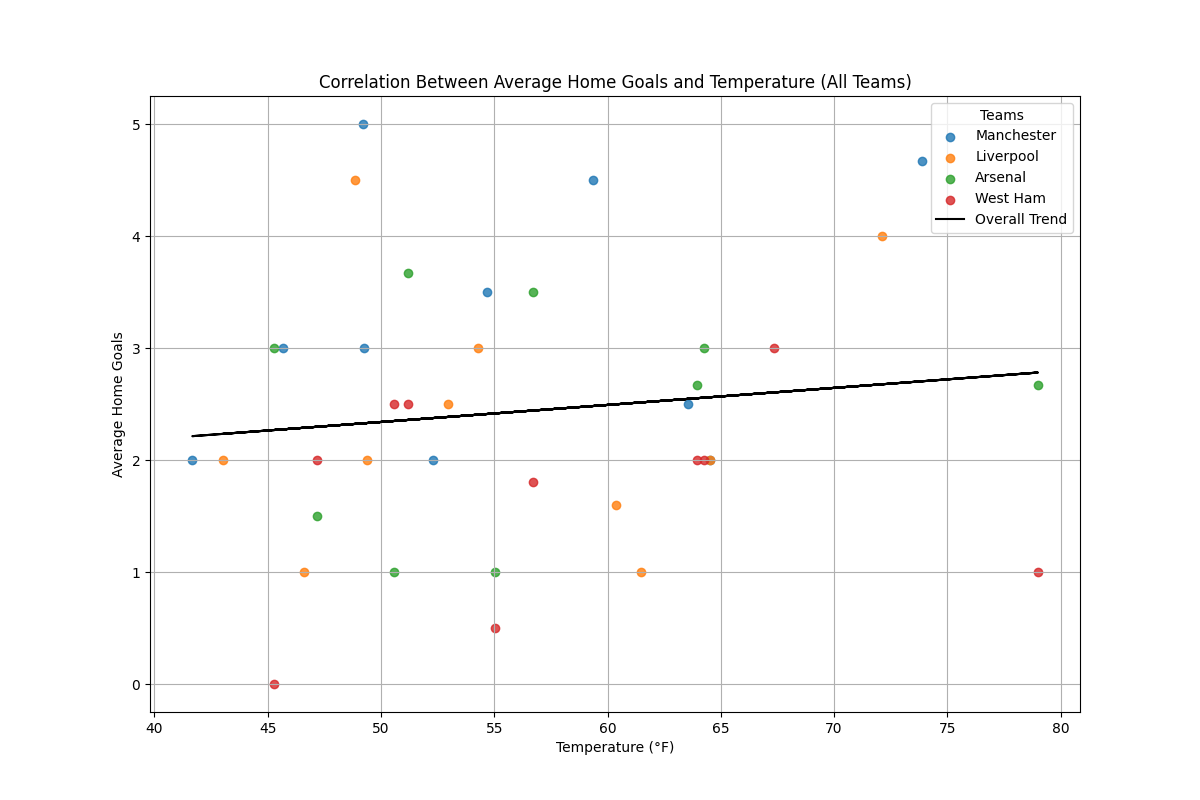 Correlation Between Average Home Goals and Temperature (All Teams)
Teams
Manchester
Liverpool
Arsenal
West Ham
Overall Trend
Average Home Goals
5
4
3
2
1
0
40 45 50 55 60 65 70 75 80
Temperature (°F)